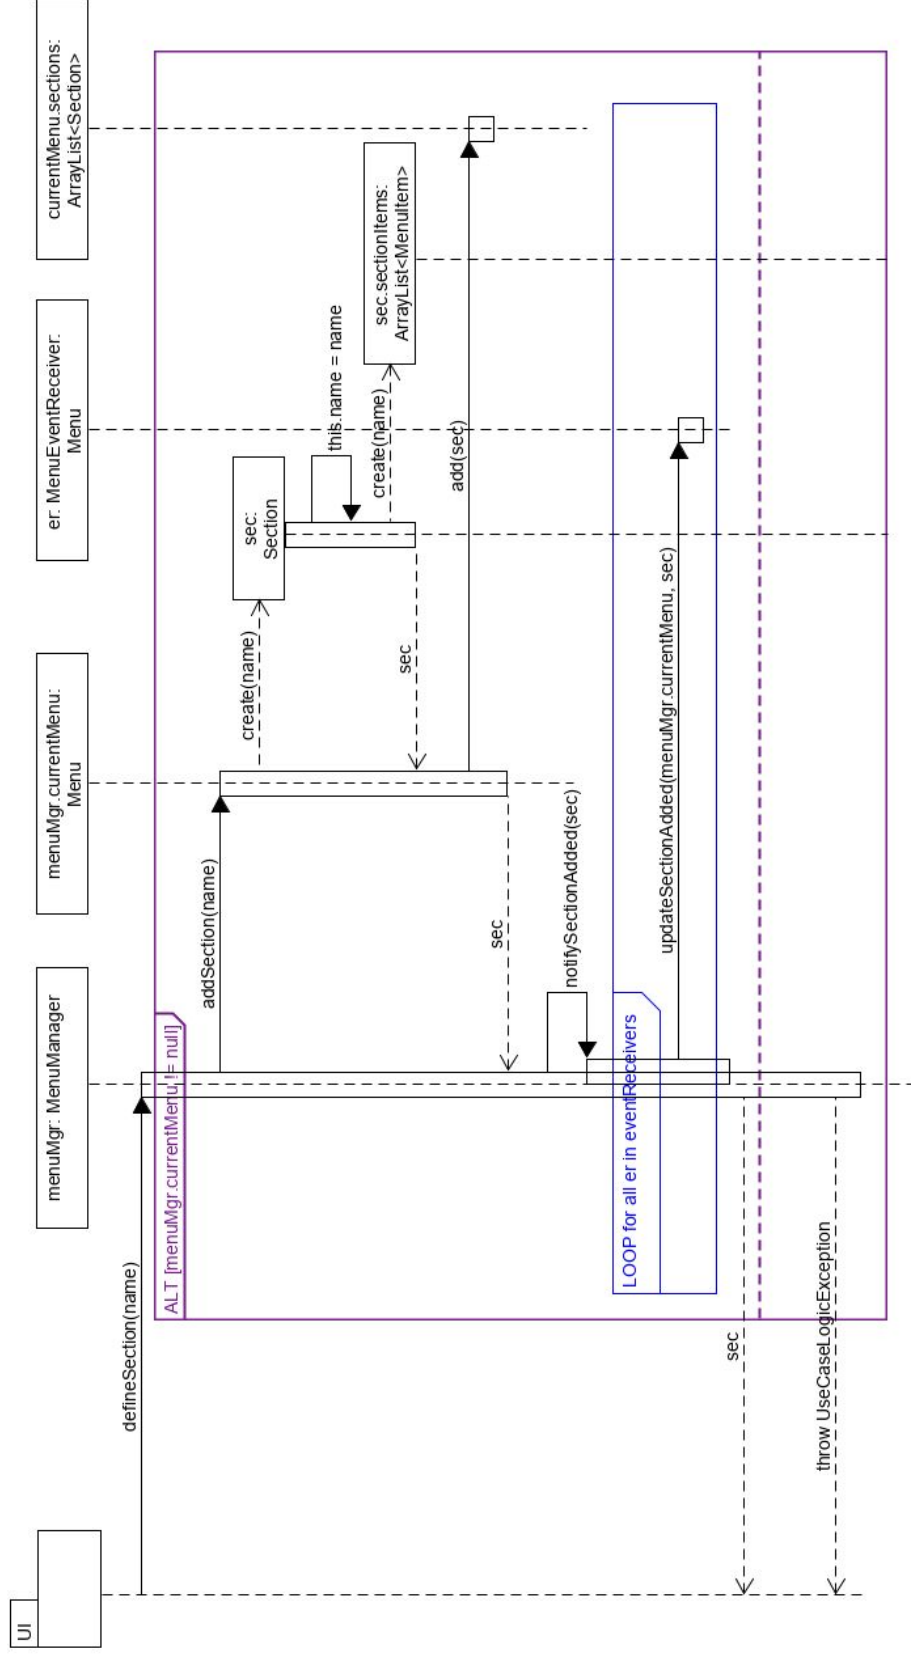 UI
menuMgr: MenuManager
menuMgr.currentMenu:
Menu
er: MenuEventReceiver:
Menu
currentMenu.sections:
ArrayList<Section>
defineSection(name)
ALT [menuMgr.currentMenu != null]
addSection(name)
create(name)
sec:
Section
this.name = name
create(name)
sec.sectionItems:
ArrayList<MenuItem>
sec
add(sec)
sec
notifySectionAdded(sec)
LOOP for all er in eventReceivers
updateSectionAdded(menuMgr.currentMenu, sec)
sec
throw UseCaseLogicException